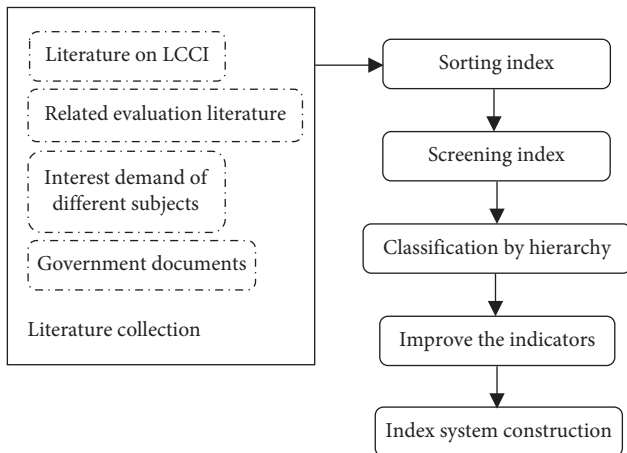 Literature on LCCI
Related evaluation literature
Interest demand of
different subjects
Government documents
Literature collection
Sorting index
Screening index
Classification by hierarchy
Improve the indicators
Index system construction